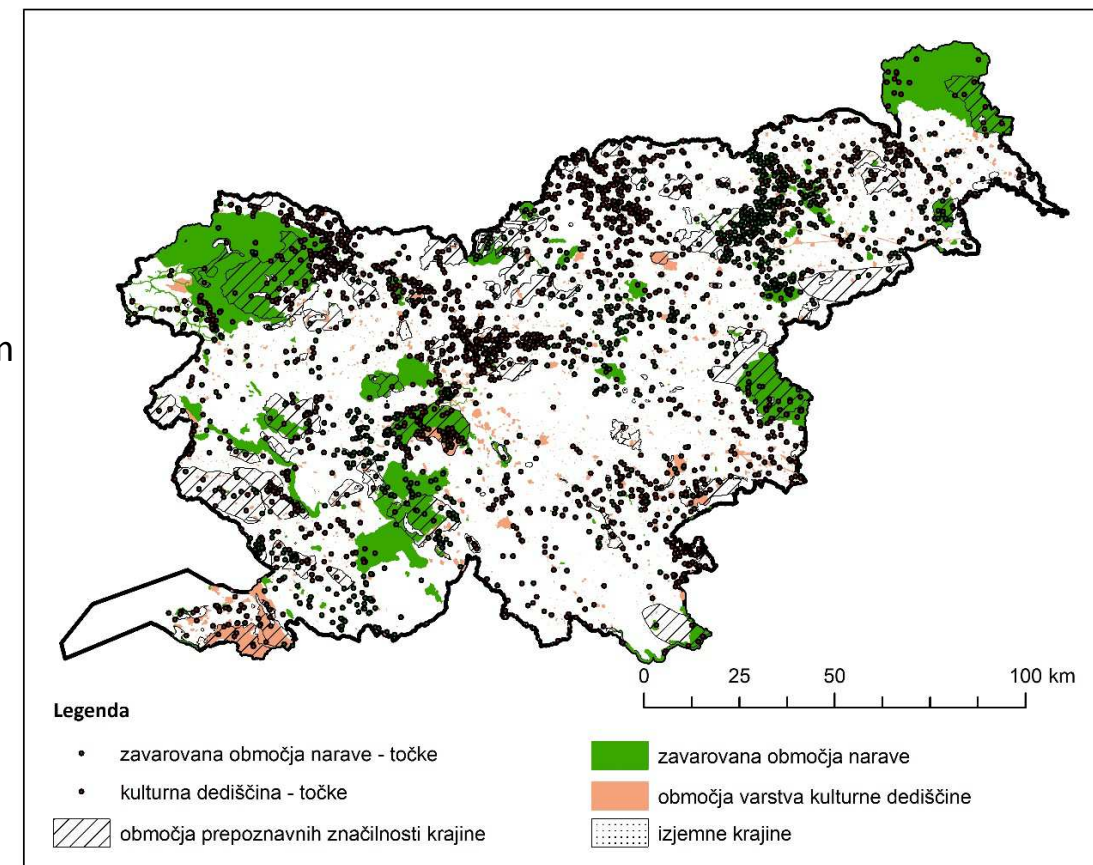 m
0 25 50 100 km
Legenda
zavarovana območja narave - točke
kulturna dediščina - točke
območja prepoznavnih značilnosti krajine
zavarovana območja narave
območja varstva kulturne dediščine
izjemne krajine